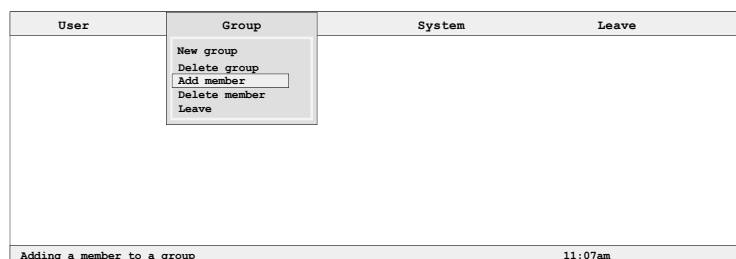 User Group System Leave
New group
Delete group
Add member
Delete member
Leave
Adding a member to a group 11:07am